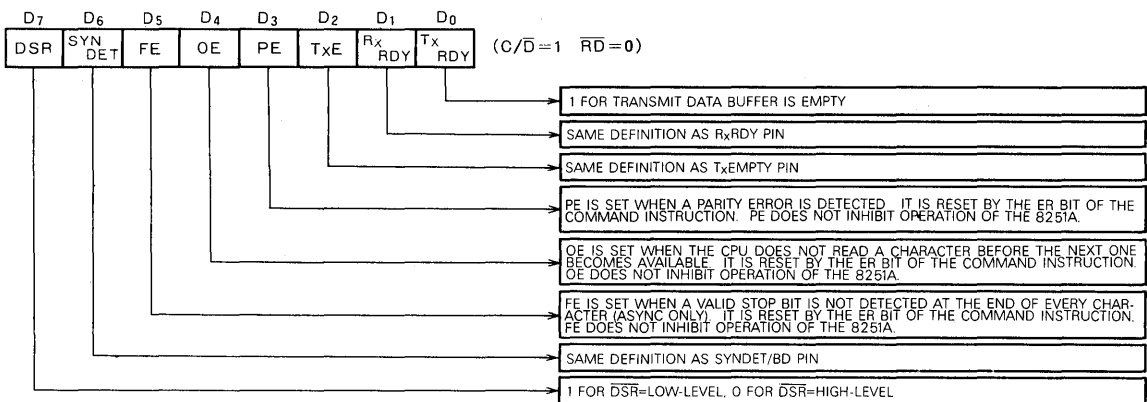 D7 D6 D5 D4 D3 D2 D1 D0
DSR SYN DET FE OE PE TXE RX RDY TX RDY (C/D̅=1 R̅D̅=0)
1 FOR TRANSMIT DATA BUFFER IS EMPTY
SAME DEFINITION AS RXRDY PIN
SAME DEFINITION AS TXEMPTY PIN
PE IS SET WHEN A PARITY ERROR IS DETECTED. IT IS RESET BY THE ER BIT OF THE
COMMAND INSTRUCTION. PE DOES NOT INHIBIT OPERATION OF THE 8251A.
OE IS SET WHEN THE CPU DOES NOT READ A CHARACTER BEFORE THE NEXT ONE
BECOMES AVAILABLE. IT IS RESET BY THE ER BIT OF THE COMMAND INSTRUCTION.
OE DOES NOT INHIBIT OPERATION OF THE 8251A.
FE IS SET WHEN A VALID STOP BIT IS NOT DETECTED AT THE END OF EVERY CHAR-
ACTER (ASYNC ONLY). IT IS RESET BY THE ER BIT OF THE COMMAND INSTRUCTION.
FE DOES NOT INHIBIT OPERATION OF THE 8251A.
SAME DEFINITION AS SYNDET/BD PIN
1 FOR D̅S̅R̅=LOW-LEVEL, 0 FOR D̅S̅R̅=HIGH-LEVEL